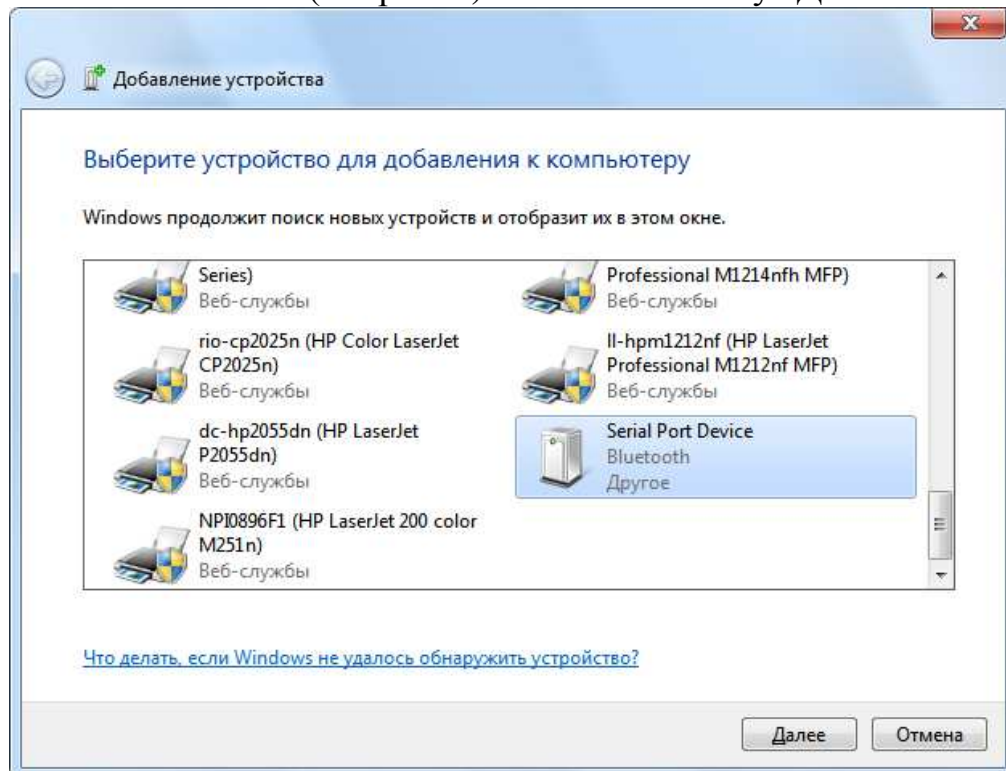 Добавление устройства
Выберите устройство для добавления к компьютеру
Windows продолжит поиск новых устройств и отобразит их в этом окне.
Series)
Веб-службы
Professional M1214nfh MFP)
Веб-службы
rio-cp2025n (HP Color LaserJet
CP2025n)
Веб-службы
ll-hpm1212nf (HP LaserJet
Professional M1212nf MFP)
Веб-службы
dc-hp2055dn (HP LaserJet
P2055dn)
Веб-службы
Serial Port Device
Bluetooth
Другое
NPI0896F1 (HP LaserJet 200 color
M251n)
Веб-службы
Что делать, если Windows не удалось обнаружить устройство?
Далее
Отмена